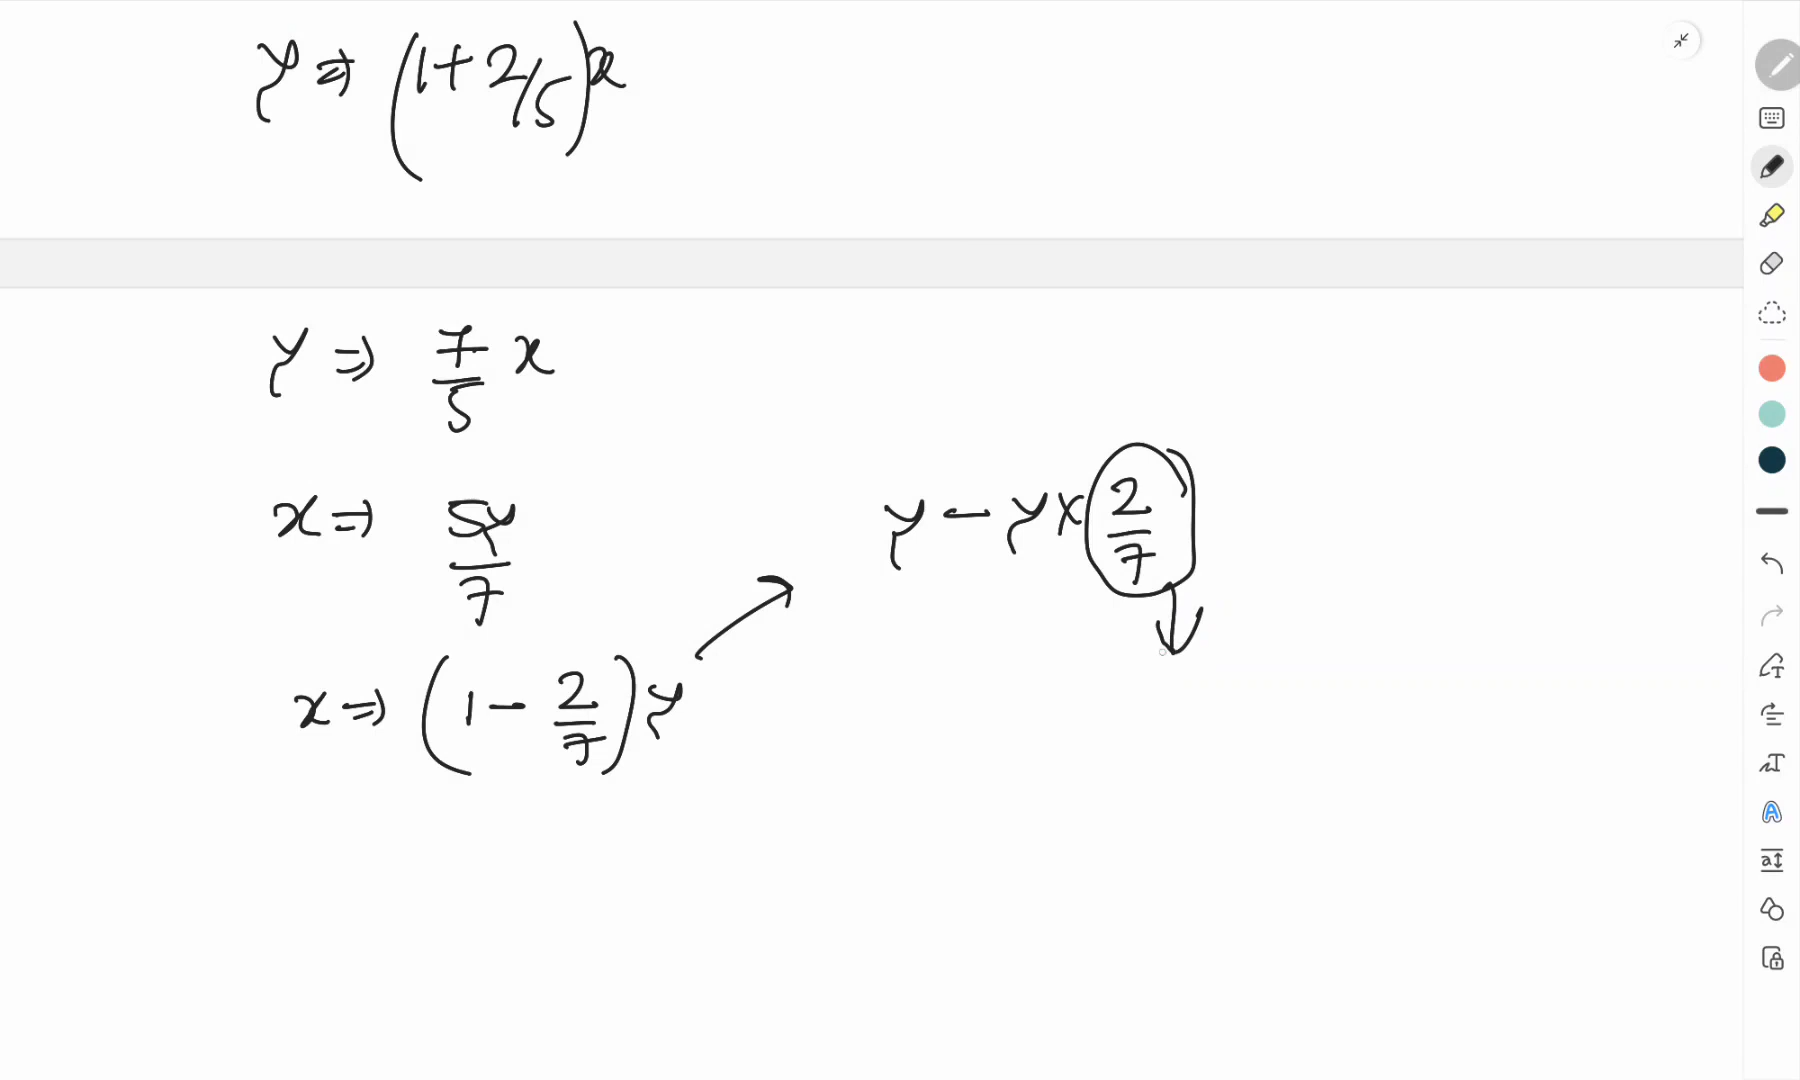 y ⇒ (1 + 2/5) x
y ⇒ 7/5 x
x ⇒ 5y/7
y - y x 2/7
x ⇒ (1 - 2/7) y